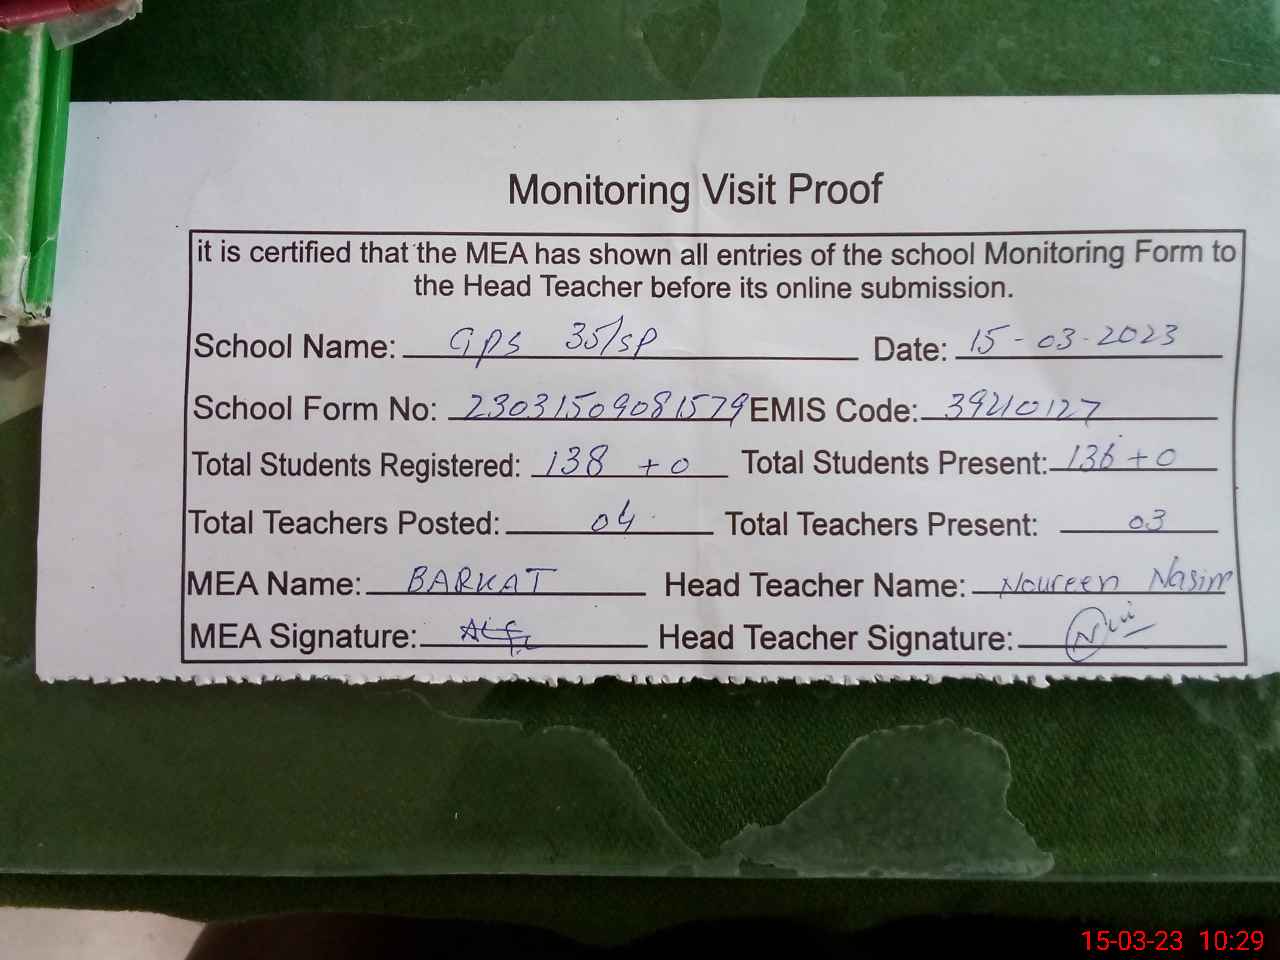 Monitoring Visit Proof
it is certified that the MEA has shown all entries of the school Monitoring Form to
the Head Teacher before its online submission.
School Name: GPS 35/SP Date: 15-03-2023
School Form No: 23031509081579 EMIS Code: 39210127
Total Students Registered: 138 +0 Total Students Present: 136+0
Total Teachers Posted: 04 Total Teachers Present: 03
MEA Name: BARKAT Head Teacher Name: Noureen Nasim
MEA Signature: Head Teacher Signature:
15-03-23 10:29